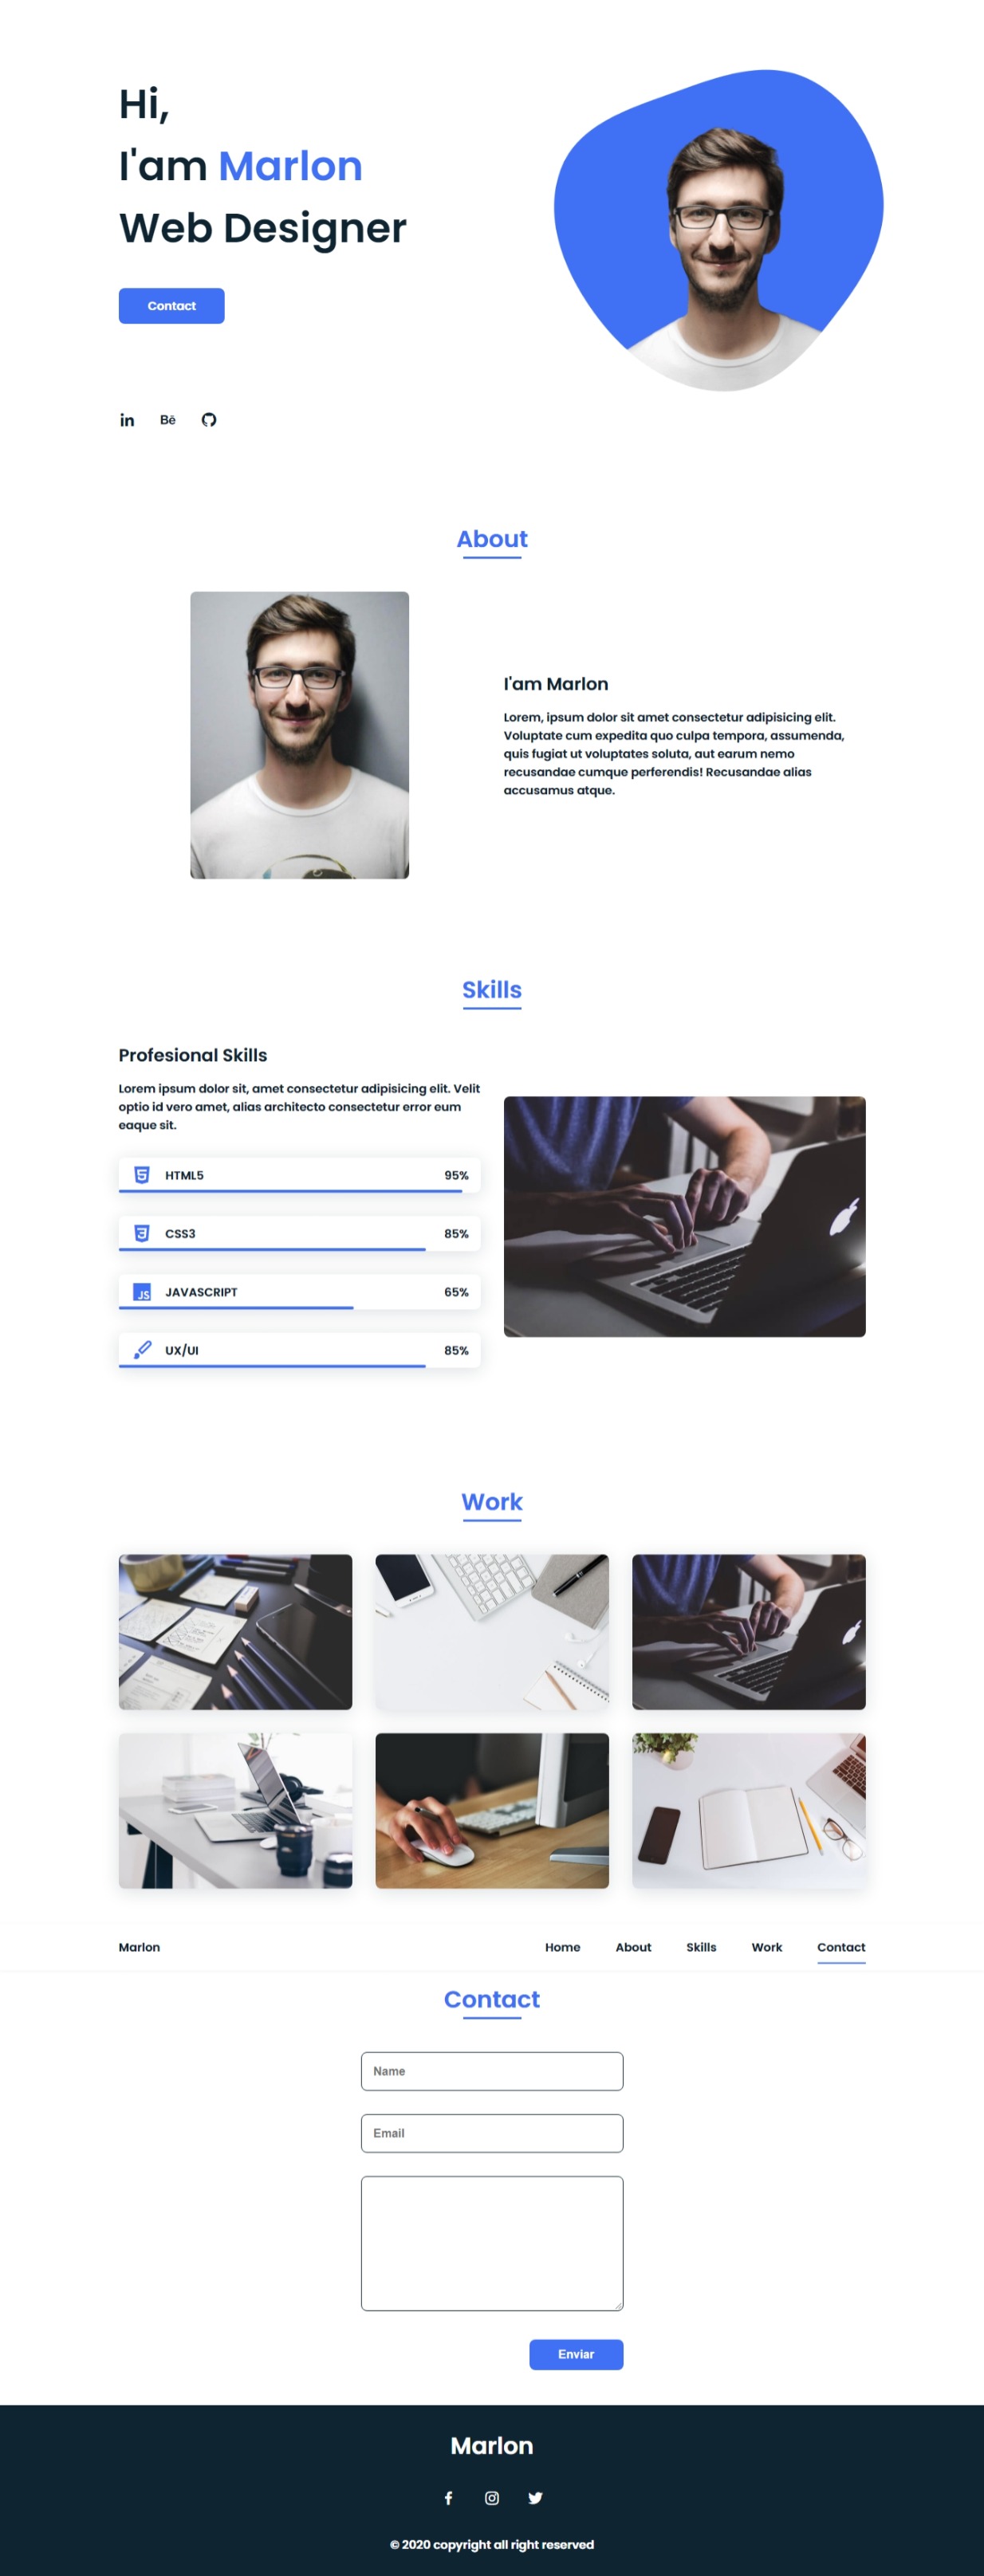 Hi,
I'am Marlon
Web Designer
Contact
in
Bē
About
I'am Marlon
Lorem, ipsum dolor sit amet consectetur adipisicing elit.
Voluptate cum expedita quo culpa tempora, assumenda,
quis fugiat ut voluptates soluta, aut earum nemo
recusandae cumque perferendis! Recusandae alias
accusamus atque.
Skills
Profesional Skills
Lorem ipsum dolor sit, amet consectetur adipisicing elit. Velit
optio id vero amet, alias architecto consectetur error eum
eaque sit.
HTML5 95%
CSS3 85%
JS JAVASCRIPT 65%
UX/UI 85%
Work
Marlon Home About Skills Work Contact
Contact
Name
Email
Enviar
Marlon
© 2020 copyright all right reserved